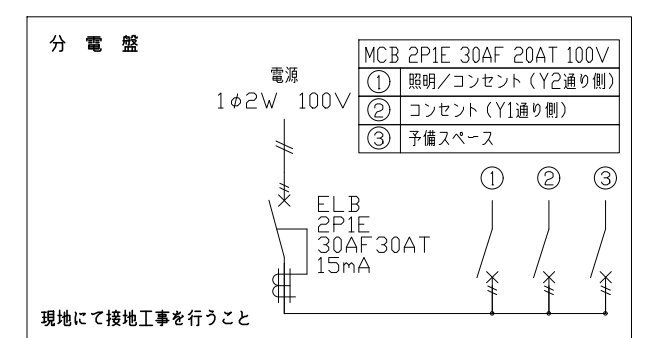 分 電 盤
電源
1φ2W 100V
MCB 2P1E 30AF 20AT 100V
① 照明/コンセント(Y2通り側)
② コンセント(Y1通り側)
③ 予備スペース
① ② ③
ELB
2P1E
30AF30AT
15mA
現地にて接地工事を行うこと